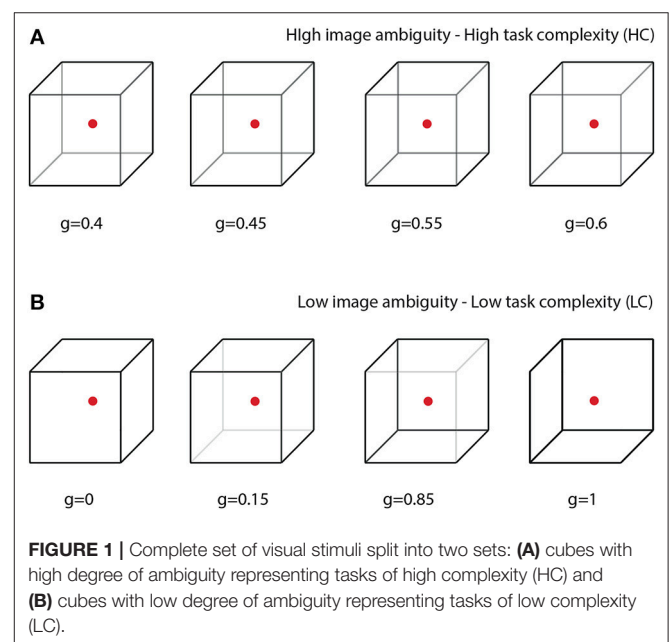 A
HIgh image ambiguity - High task complexity (HC)
g=0.4
g=0.45
g=0.55
g=0.6
B
Low image ambiguity - Low task complexity (LC)
g=0
g=0.15
g=0.85
g=1
FIGURE 1 | Complete set of visual stimuli split into two sets: (A) cubes with
high degree of ambiguity representing tasks of high complexity (HC) and
(B) cubes with low degree of ambiguity representing tasks of low complexity
(LC).